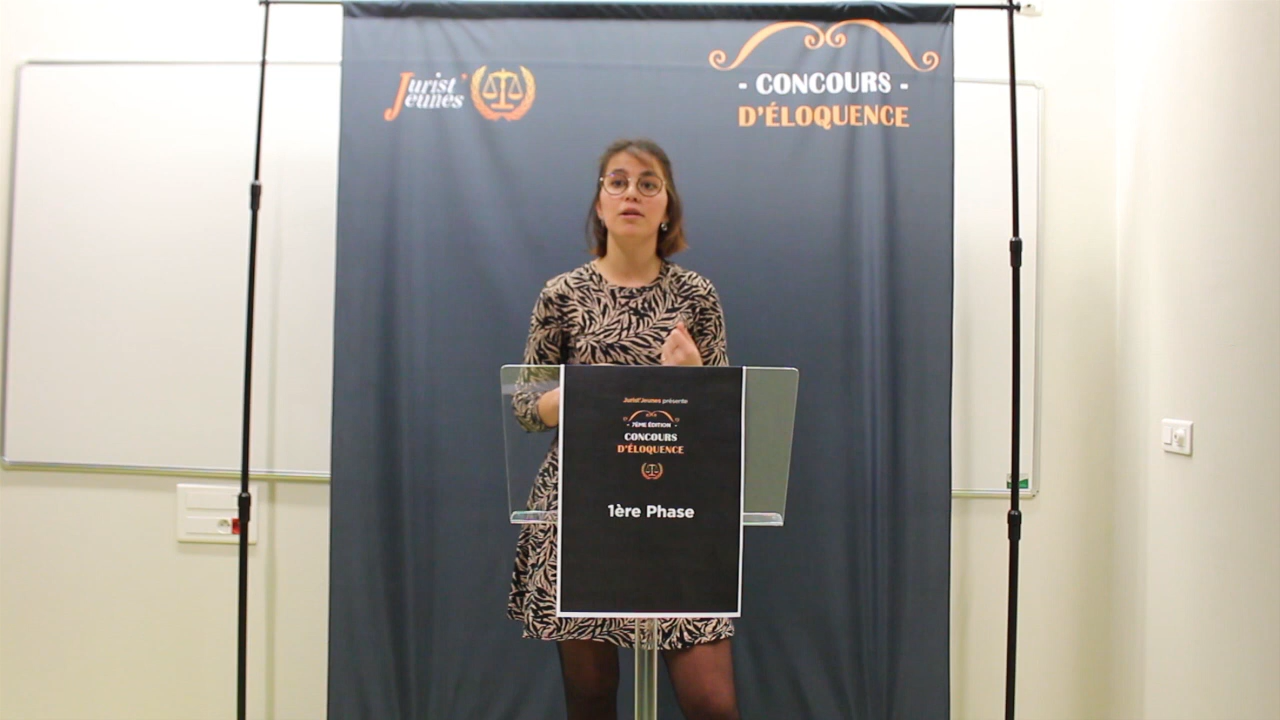 Jurist'
Jeunes
- CONCOURS -
D'ÉLOQUENCE
Jurist'Jeunes présente
- 7ÈME ÉDITION -
CONCOURS
D'ÉLOQUENCE
1ère Phase